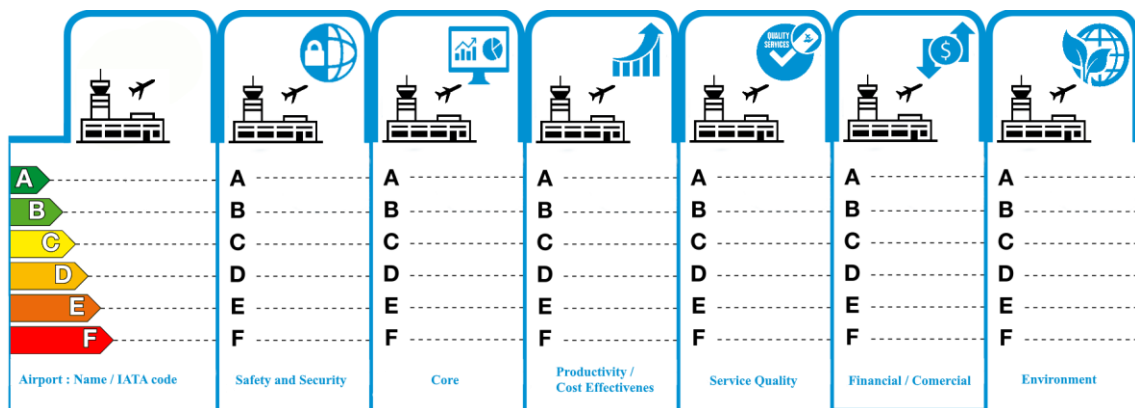 QUALITY
SERVICES
$
A A A A A A A
B B B B B B B
C C C C C C C
D D D D D D D
E E E E E E E
F F F F F F F
Airport : Name / IATA code
Safety and Security
Core
Productivity /
Cost Effectivenes
Service Quality
Financial / Comercial
Environment